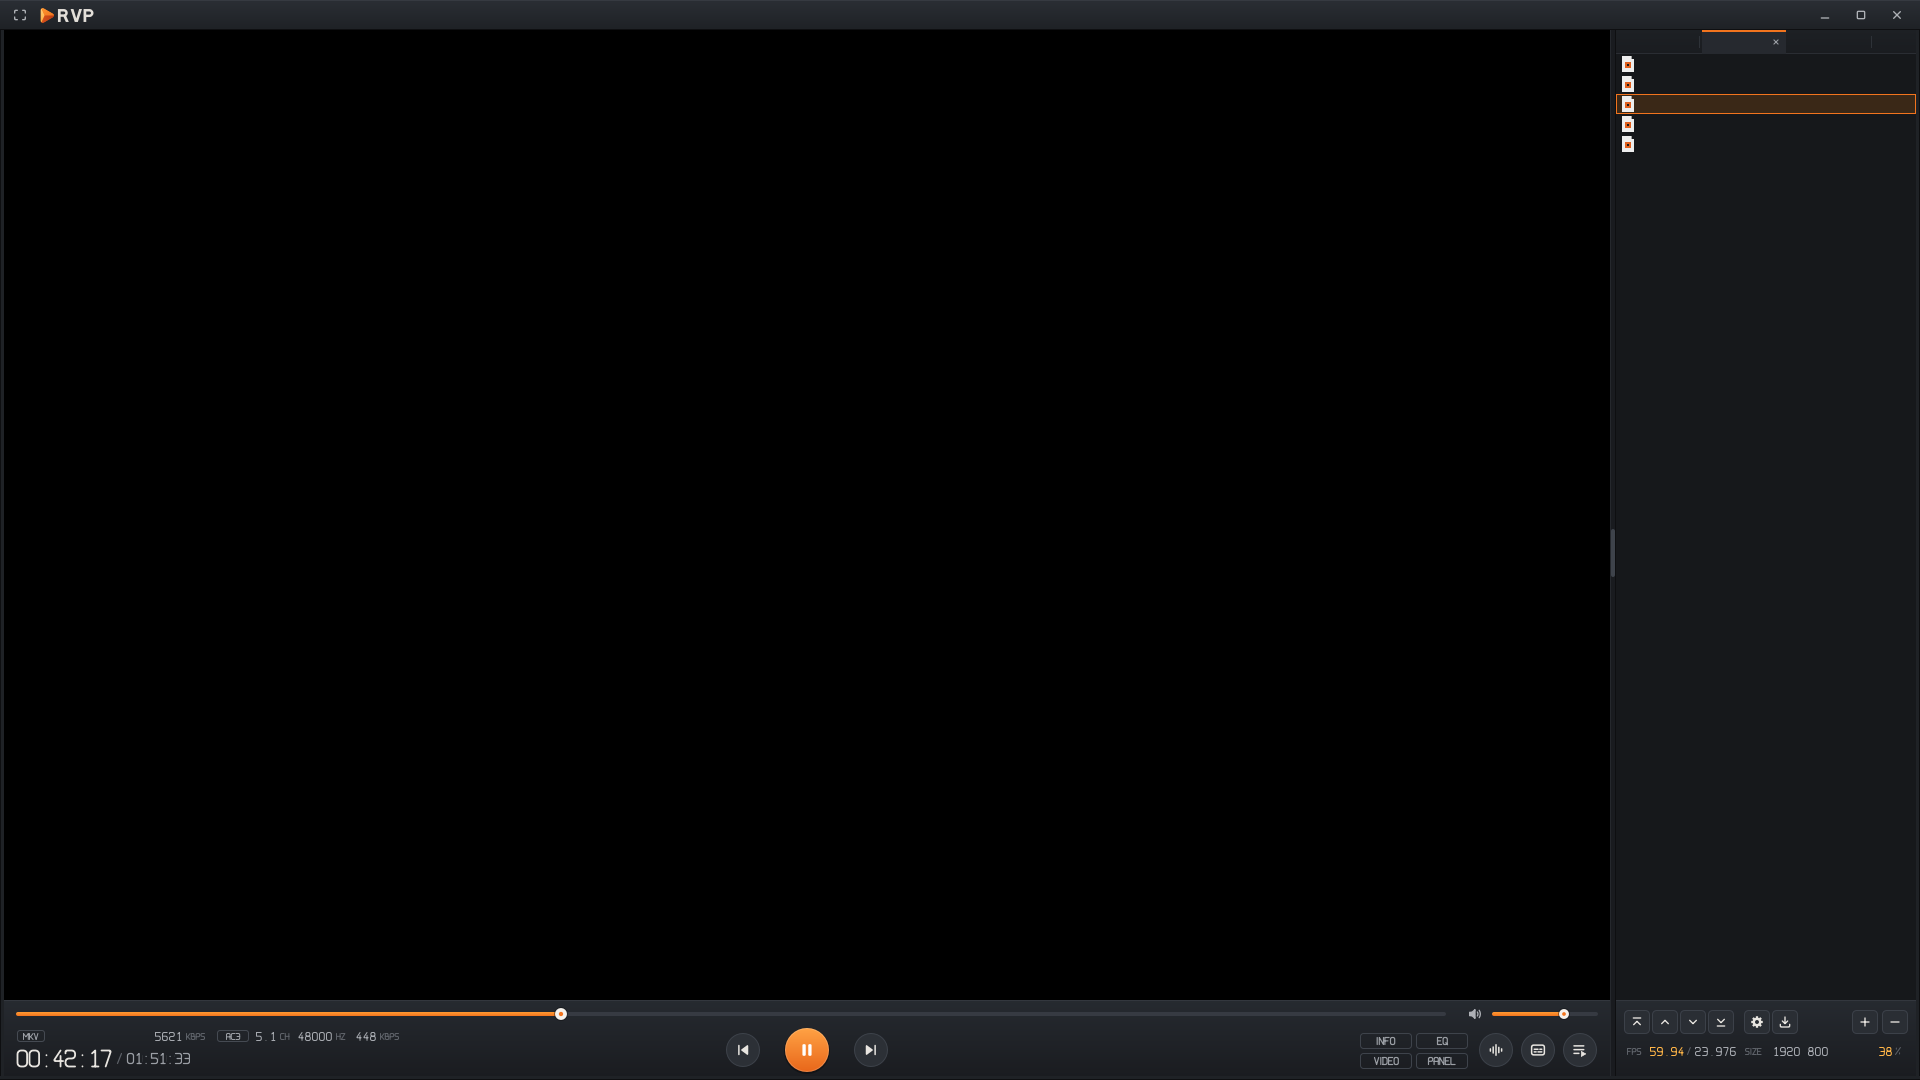 RVP
MKV 5621 KBPS AC3 5.1 CH 48000 HZ 448 KBPS
00:42:17 / 01:51:33
INFO EQ
VIDEO PANEL
FPS 59.94 / 23.976 SIZE 1920 800 38 %